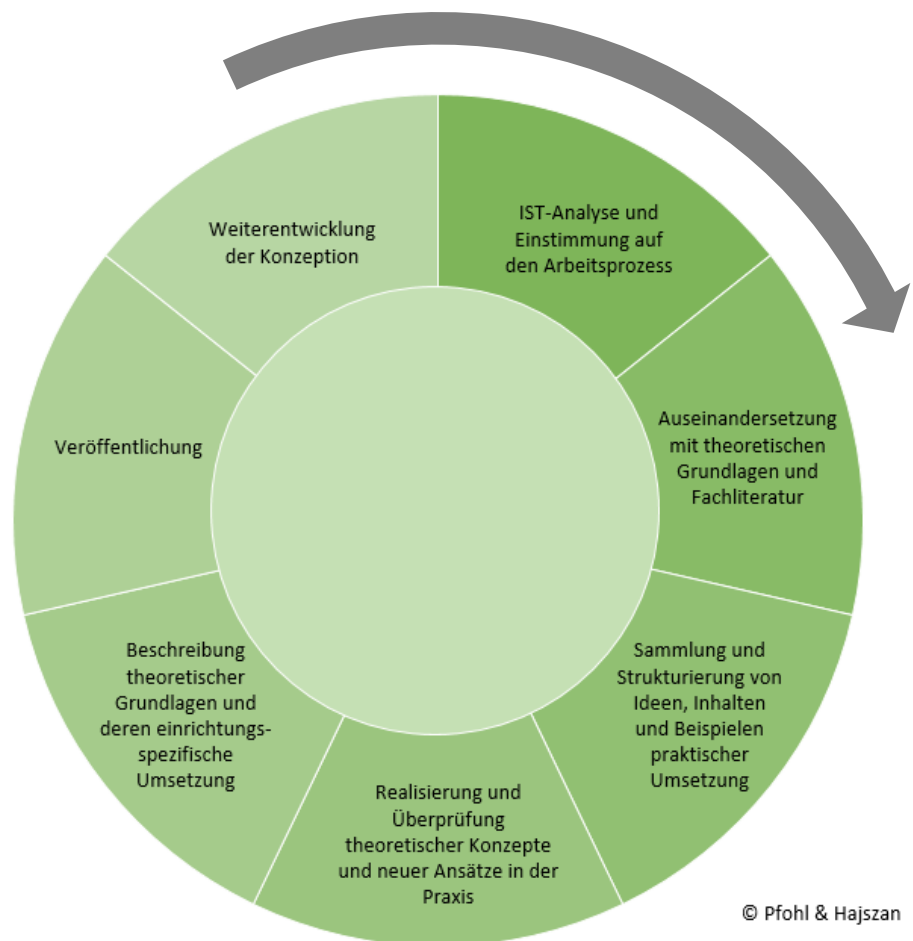 IST-Analyse und
Einstimmung auf
den Arbeitsprozess
Auseinandersetzung
mit theoretischen
Grundlagen und
Fachliteratur
Sammlung und
Strukturierung von
Ideen, Inhalten
und Beispielen
praktischer
Umsetzung
Realisierung und
Überprüfung
theoretischer Konzepte
und neuer Ansätze in der
Praxis
Beschreibung
theoretischer
Grundlagen und
deren einrichtungs-
spezifische
Umsetzung
Veröffentlichung
Weiterentwicklung
der Konzeption
© Pfohl & Hajszan